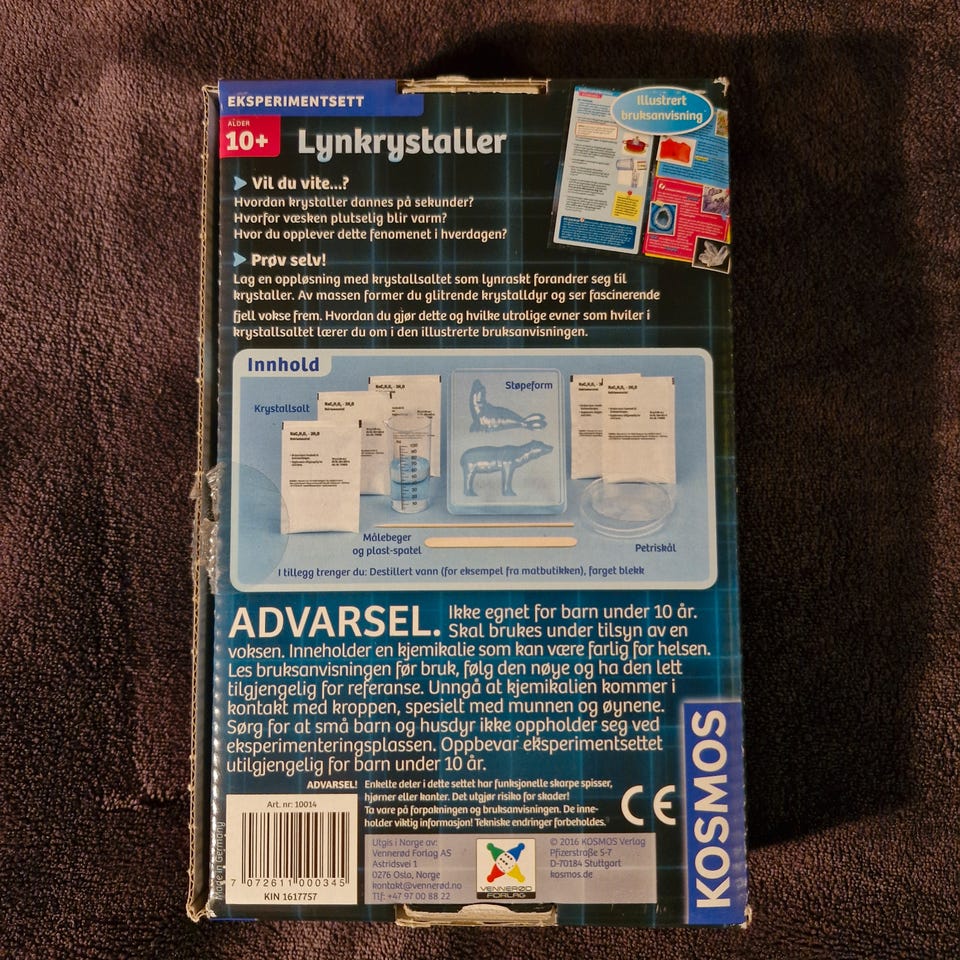 EKSPERIMENTSETT
ALDER
10+
Lynkrystaller
Illustrert
bruksanvisning
Vil du vite...?
Hvordan krystaller dannes på sekunder?
Hvorfor væsken plutselig blir varm?
Hvor du opplever dette fenomenet i hverdagen?
Prøv selv!
Lag en oppløsning med krystallsaltet som lynraskt forandrer seg til
krystaller. Av massen former du glitrende krystalldyr og ser fascinerende
fjell vokse frem. Hvordan du gjør dette og hvilke utrolige evner som hviler i
krystallsaltet lærer du om i den illustrerte bruksanvisningen.
Innhold
Krystallsalt
Støpeform
Målebeger
og plast-spatel
Petriskål
I tillegg trenger du: Destillert vann (for eksempel fra matbutikken), farget blekk
ADVARSEL. Ikke egnet for barn under 10 år.
Skal brukes under tilsyn av en
voksen. Inneholder en kjemikalie som kan være farlig for helsen.
Les bruksanvisningen før bruk, følg den nøye og ha den lett
tilgjengelig for referanse. Unngå at kjemikalien kommer i
kontakt med kroppen, spesielt med munnen og øynene.
Sørg for at små barn og husdyr ikke oppholder seg ved
eksperimenteringsplassen. Oppbevar eksperimentsettet
utilgjengelig for barn under 10 år.
ADVARSEL! Enkelte deler i dette settet har funksjonelle skarpe spisser,
hjørner eller kanter. Det utgjør risiko for skader!
Ta vare på forpakningen og bruksanvisningen. De inne-
holder viktig informasjon! Tekniske endringer forbeholdes.
CE
KOSMOS
Art. nr: 10014
7 072611 000345
KIN 1617757
in Germany
Utgis i Norge av:
Vennerød Forlag AS
Astridsvei 1
0276 Oslo, Norge
kontakt@vennerød.no
Tlf: +47 97 00 88 22
VENNERØD
FORLAG
© 2016 KOSMOS Verlag
Pfizerstraße 5-7
D-70184 Stuttgart
kosmos.de